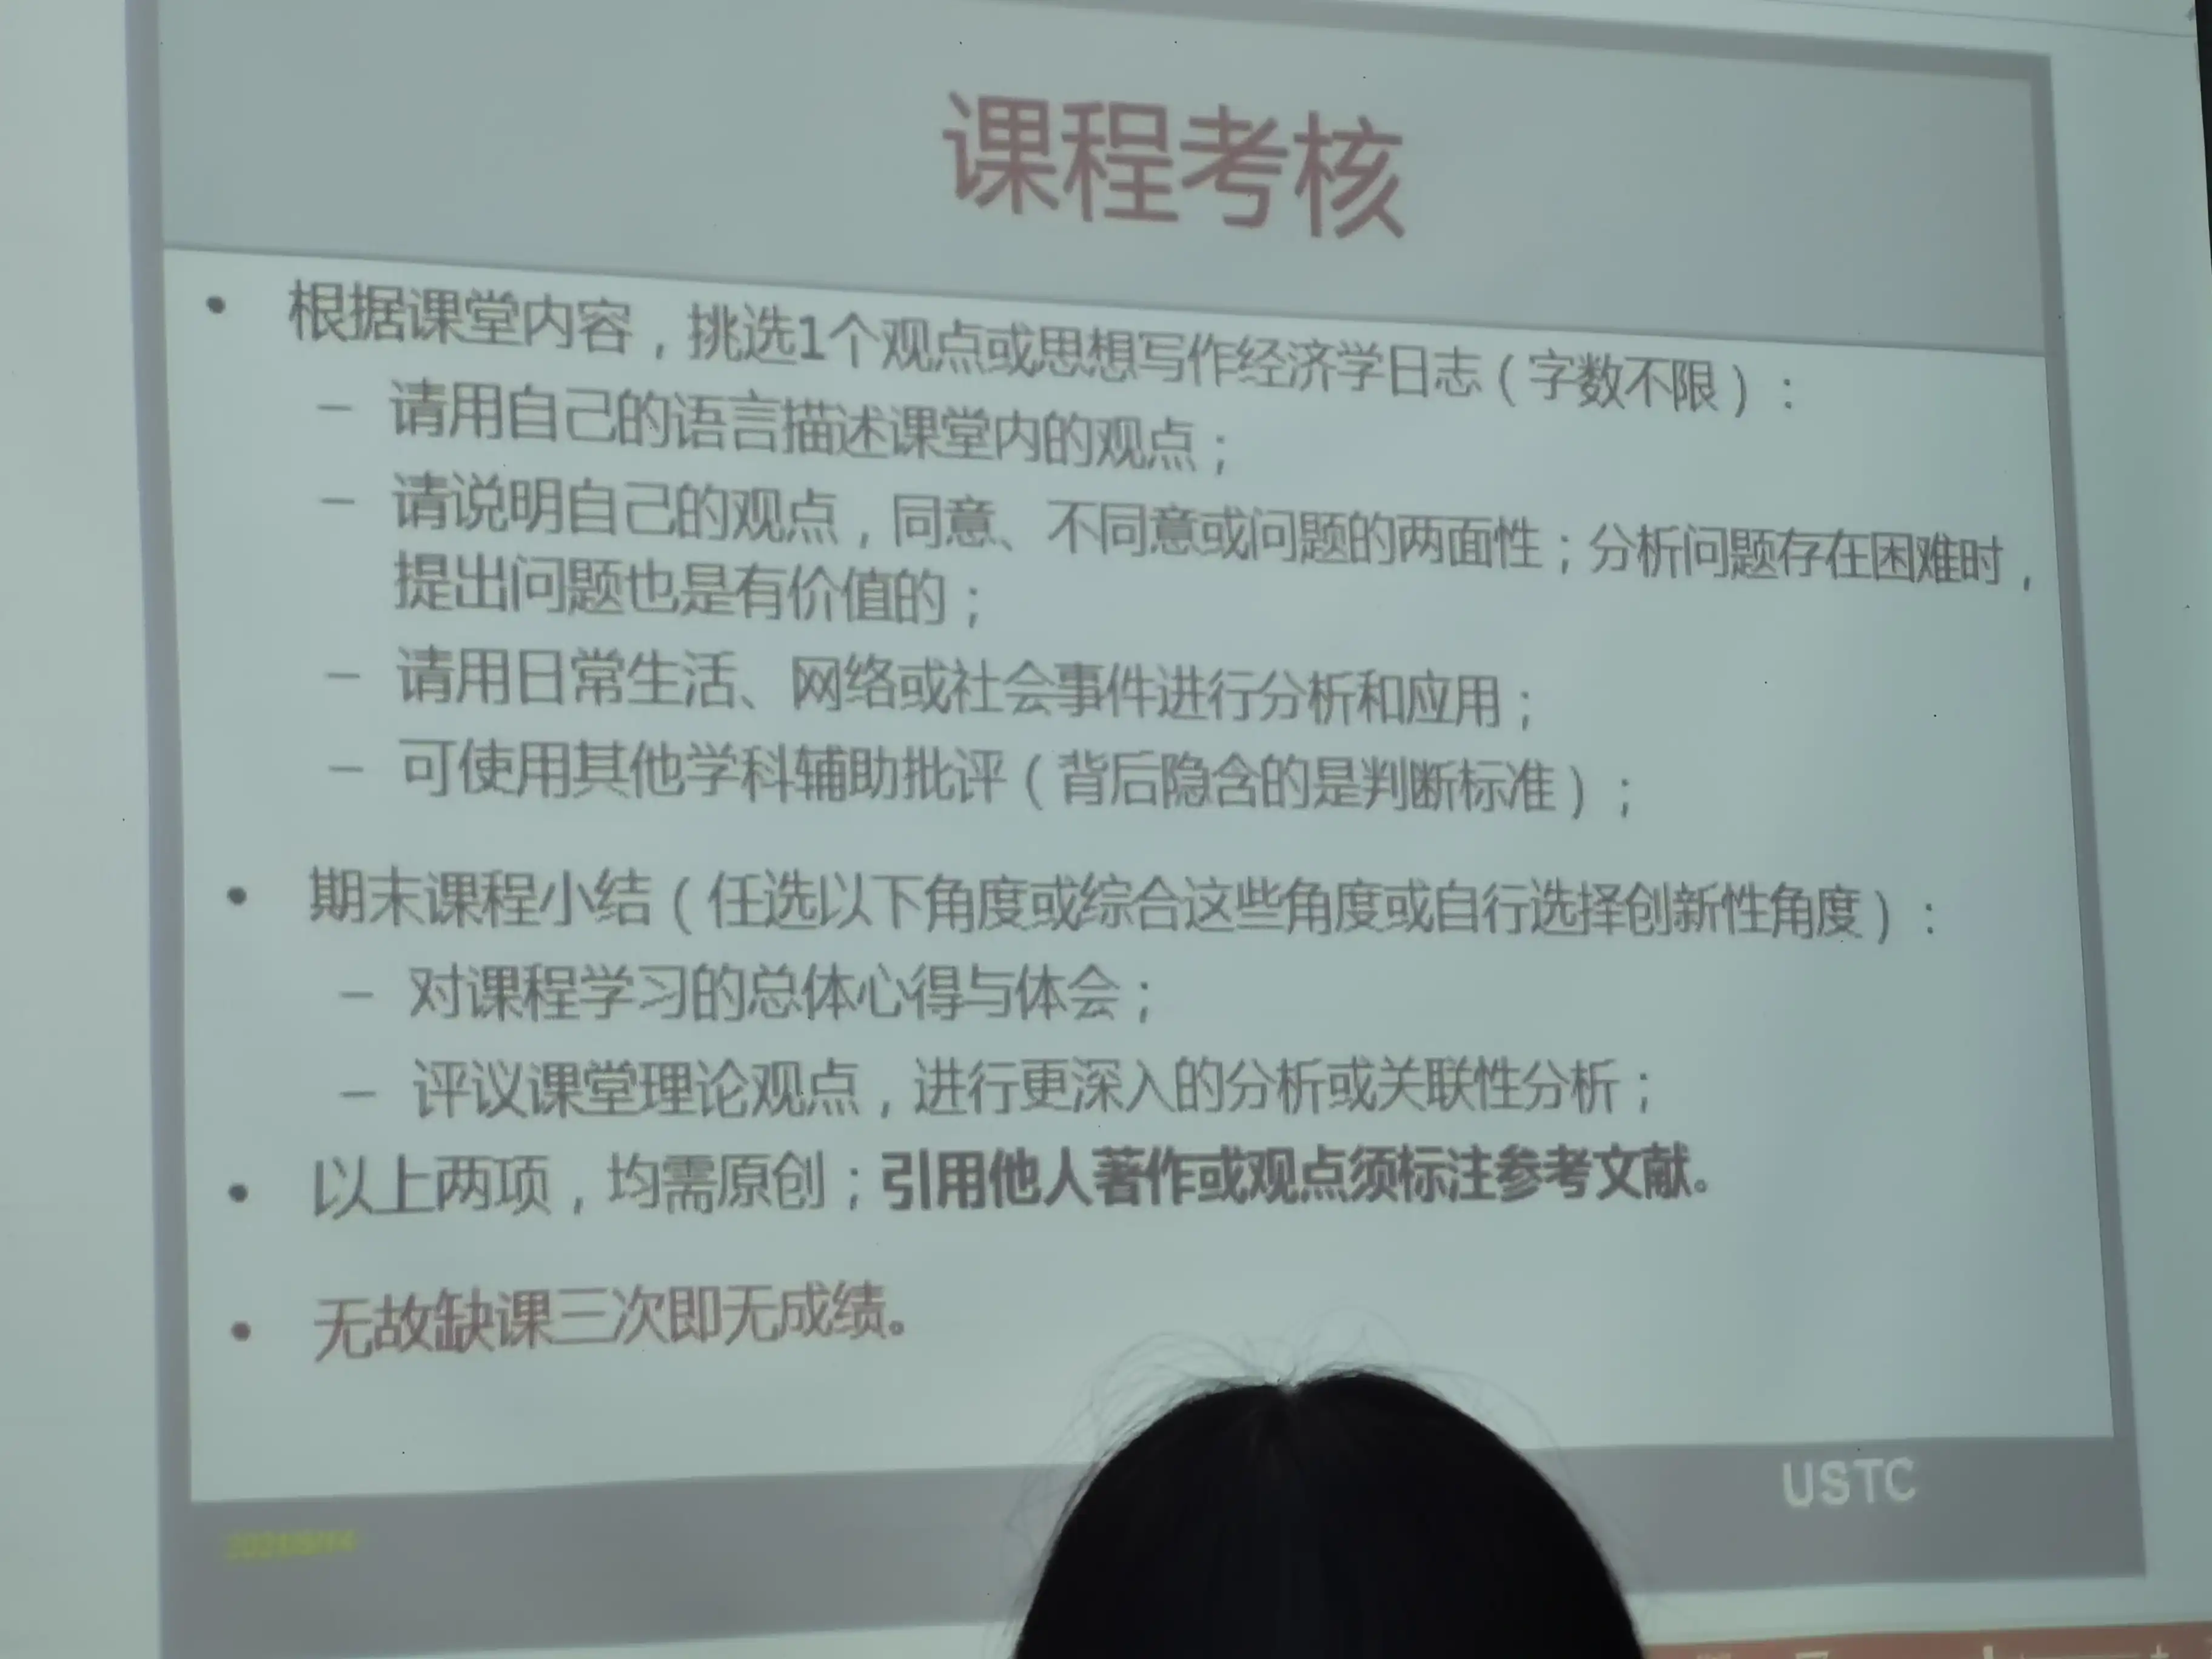 课程考核
• 根据课堂内容，挑选1个观点或思想写作经济学日志（字数不限）：
– 请用自己的语言描述课堂内的观点；
– 请说明自己的观点，同意、不同意或问题的两面性；分析问题存在困难时，
提出问题也是有价值的；
– 请用日常生活、网络或社会事件进行分析和应用；
– 可使用其他学科辅助批评（背后隐含的是判断标准）；
• 期末课程小结（任选以下角度或综合这些角度或自行选择创新性角度）：
– 对课程学习的总体心得与体会；
– 评议课堂理论观点，进行更深入的分析或关联性分析；
• 以上两项，均需原创；引用他人著作或观点须标注参考文献。
• 无故缺课三次即无成绩。
USTC